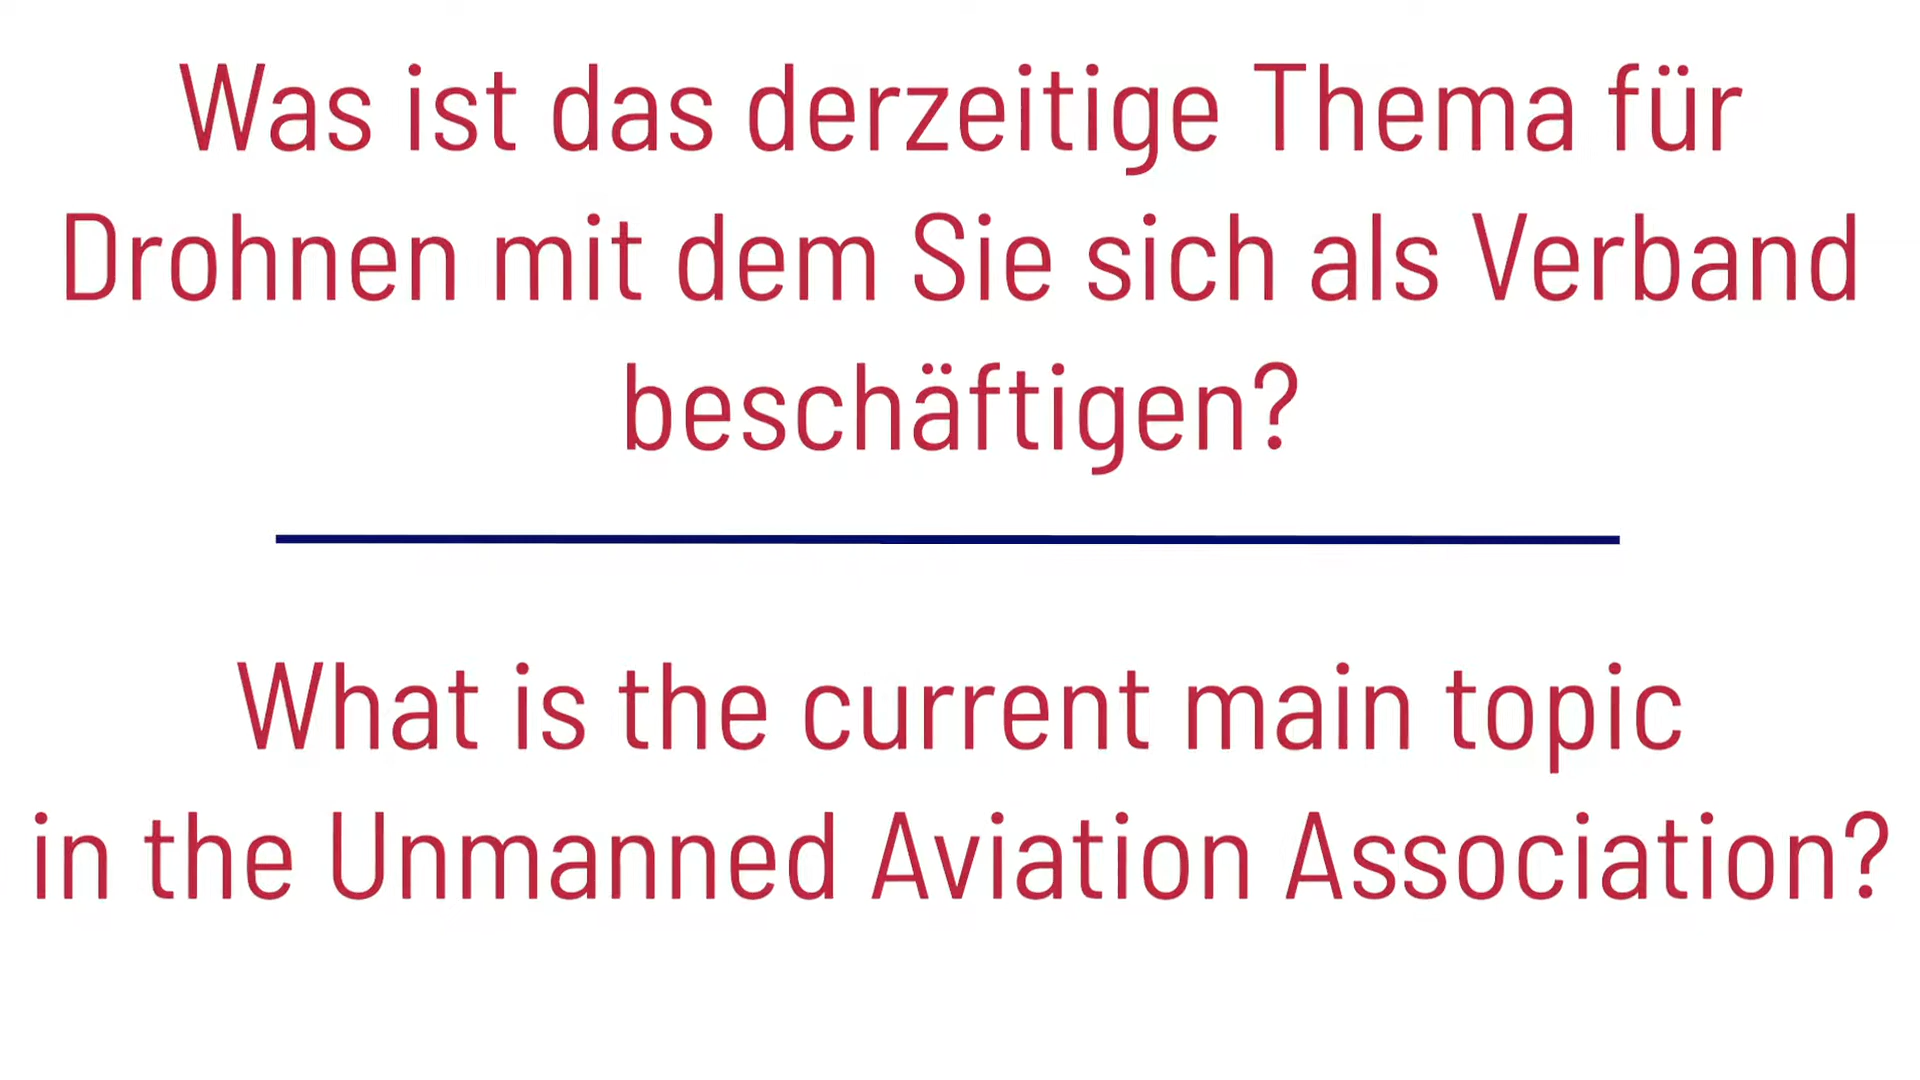 Was ist das derzeitige Thema für
Drohnen mit dem Sie sich als Verband
beschäftigen?
What is the current main topic
in the Unmanned Aviation Association?